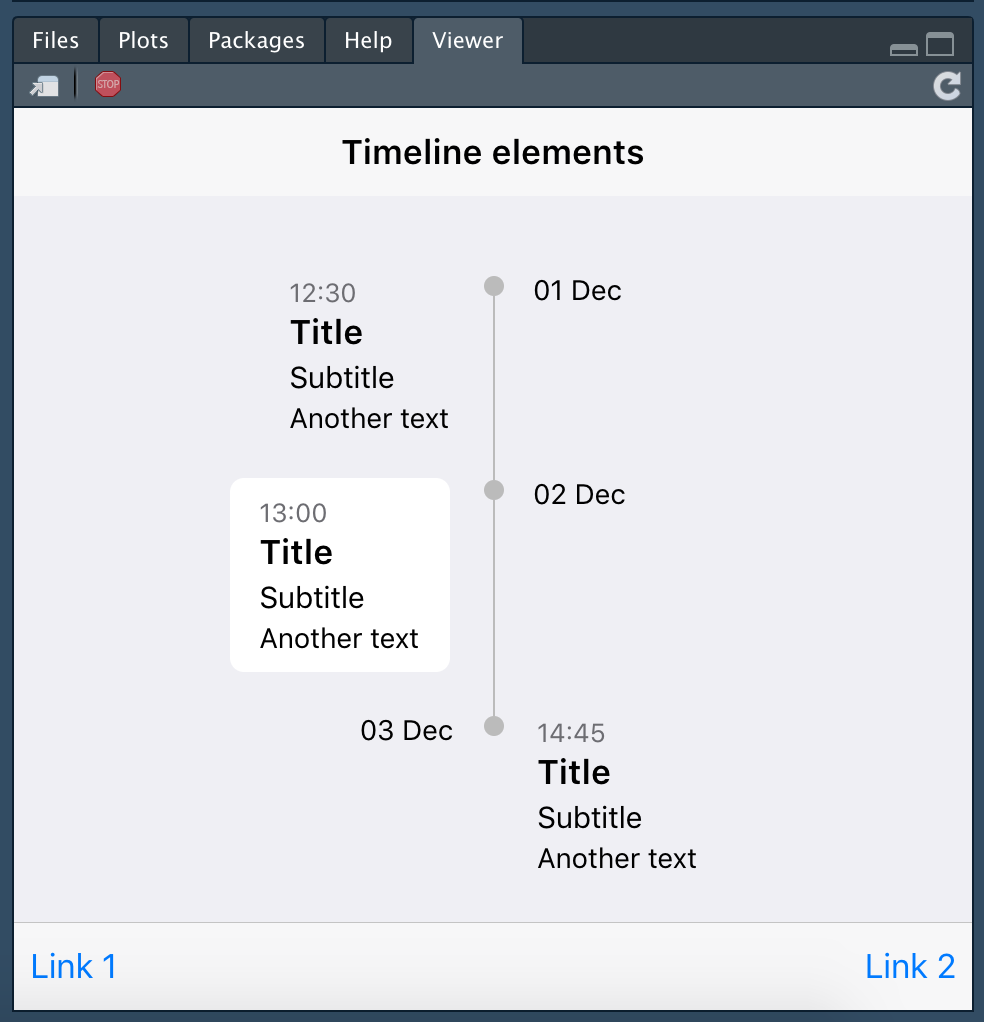 Files Plots Packages Help Viewer
STOP
Timeline elements
12:30
Title
Subtitle
Another text
01 Dec
13:00
Title
Subtitle
Another text
02 Dec
03 Dec
14:45
Title
Subtitle
Another text
Link 1 Link 2